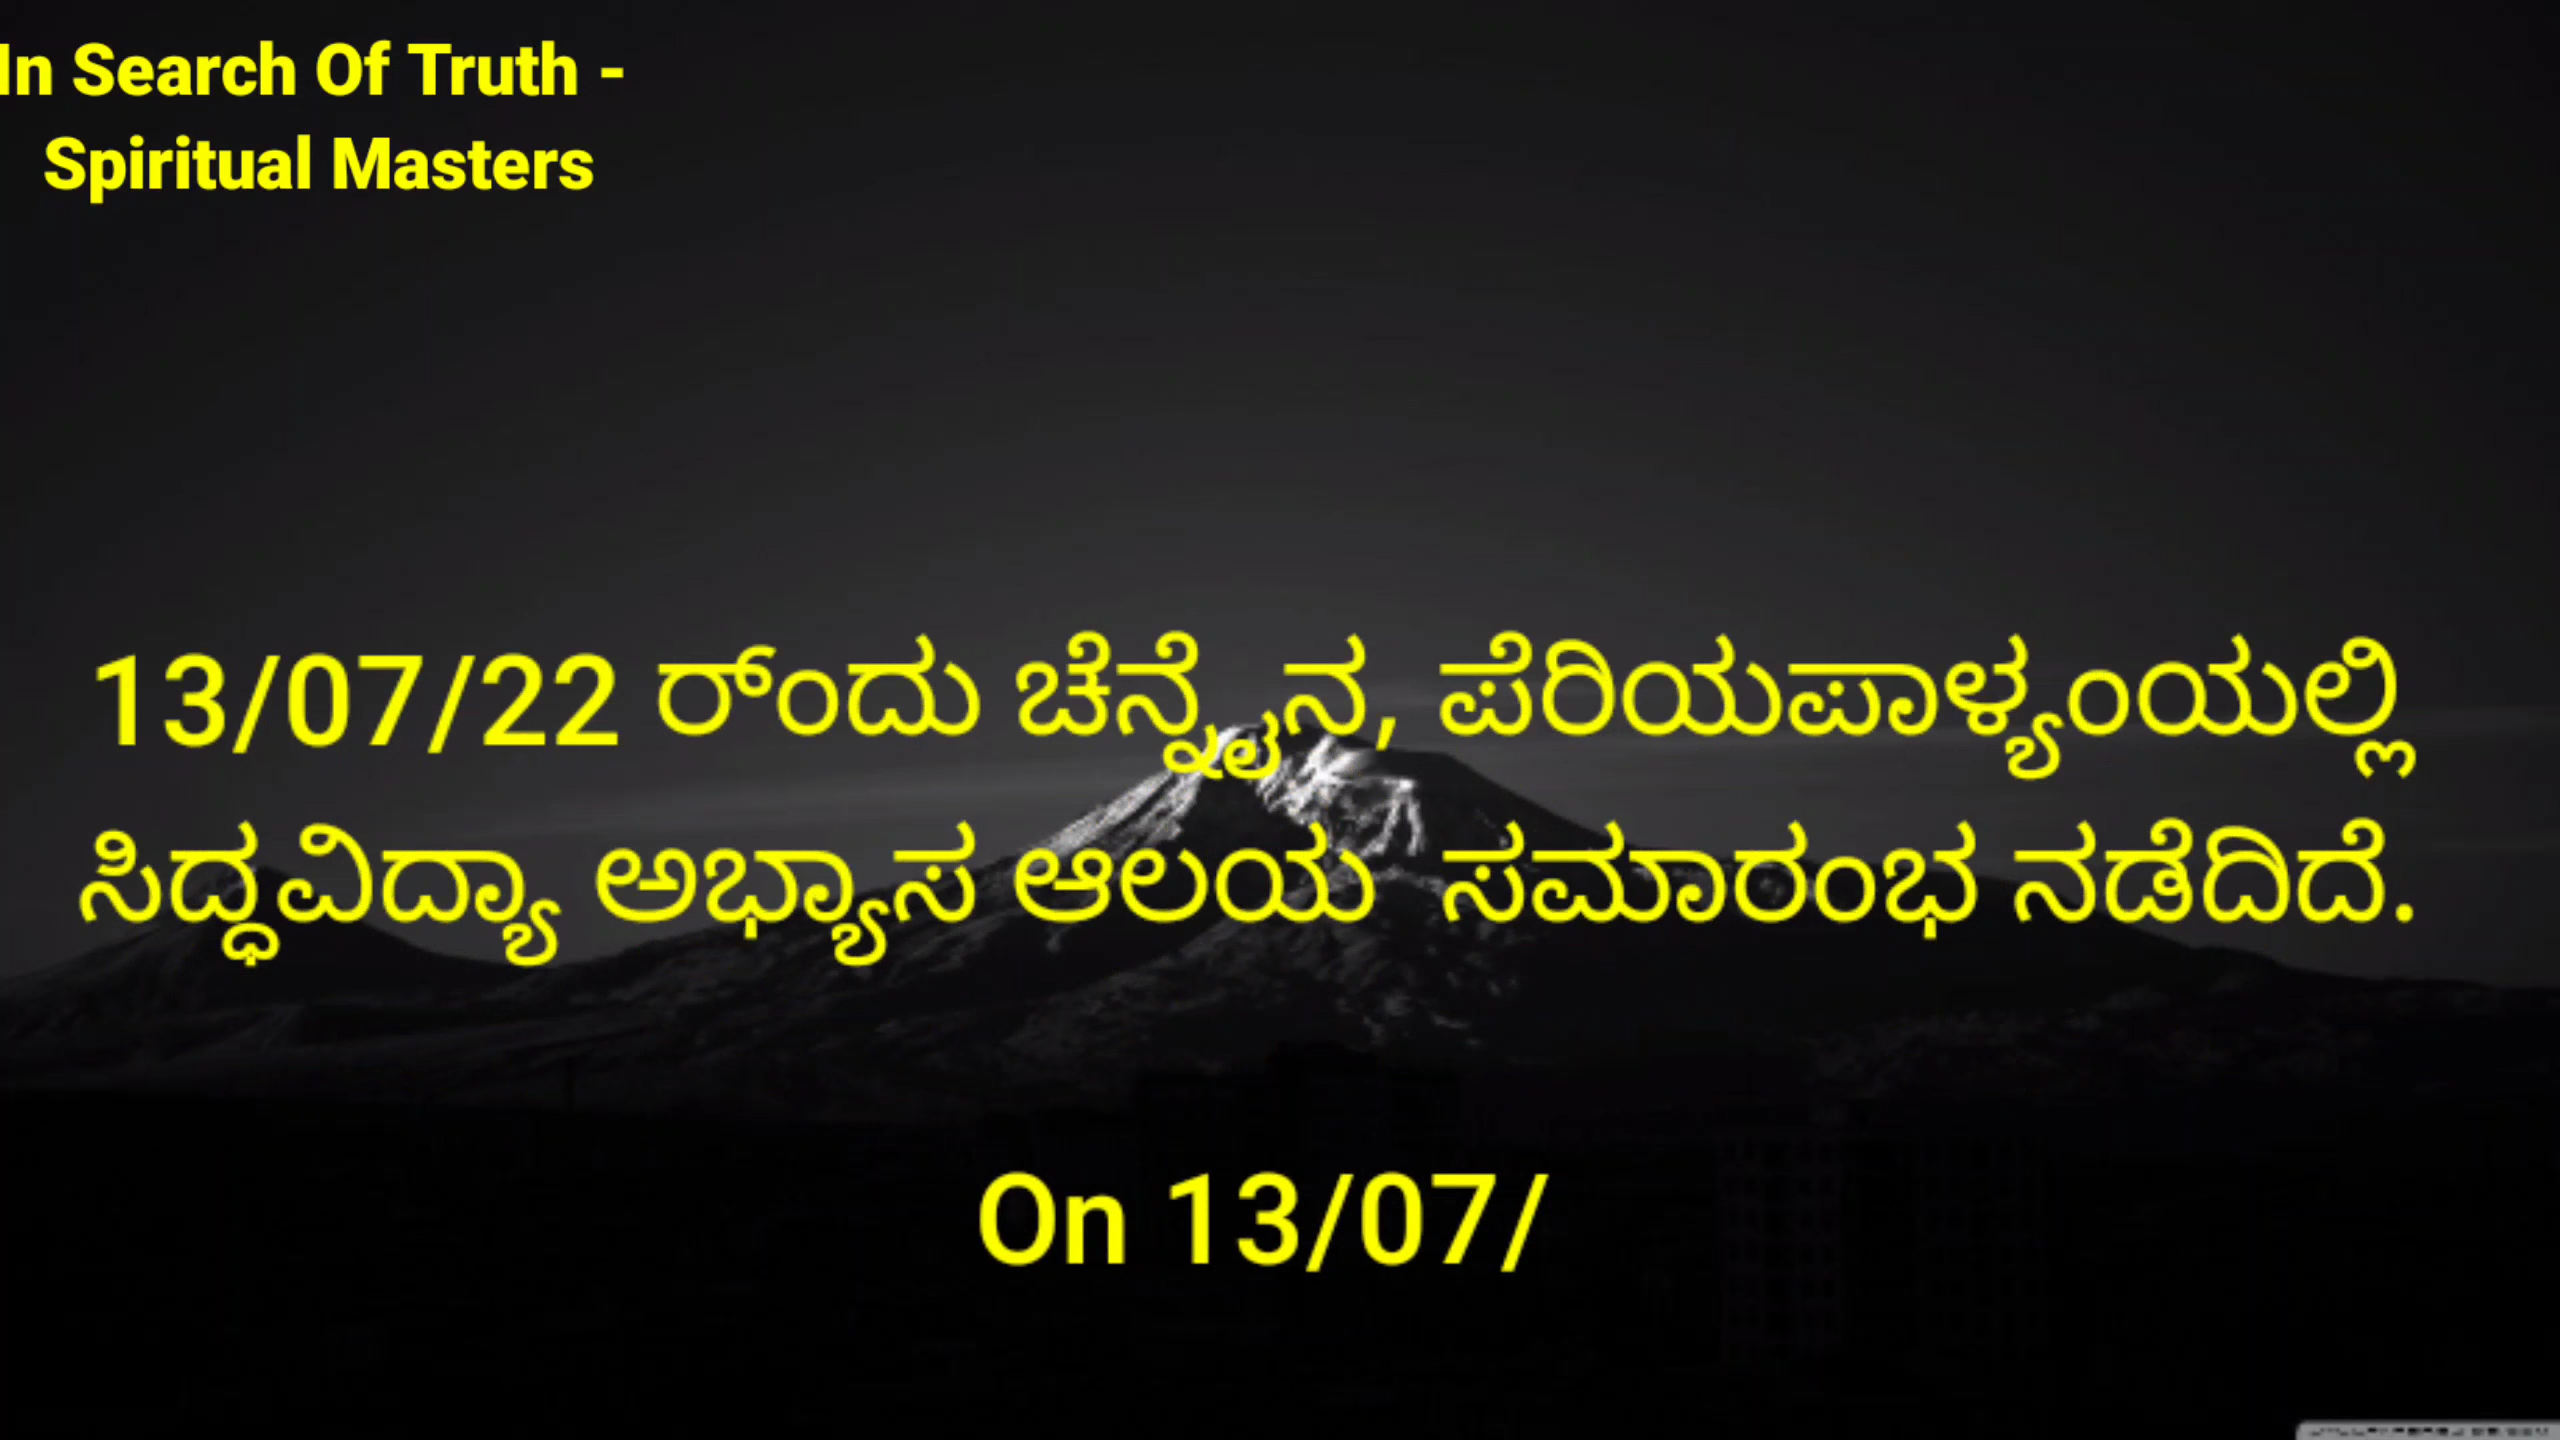 In Search Of Truth -
Spiritual Masters
13/07/22 ರ್ಂದು ಚೆನ್ನೈನ, ಪೆರಿಯಪಾಳ್ಯಂಯಲ್ಲಿ
ಸಿದ್ಧವಿದ್ಯಾ ಅಭ್ಯಾಸ ಆಲಯ  ಸಮಾರಂಭ ನಡೆದಿದೆ.
On 13/07/